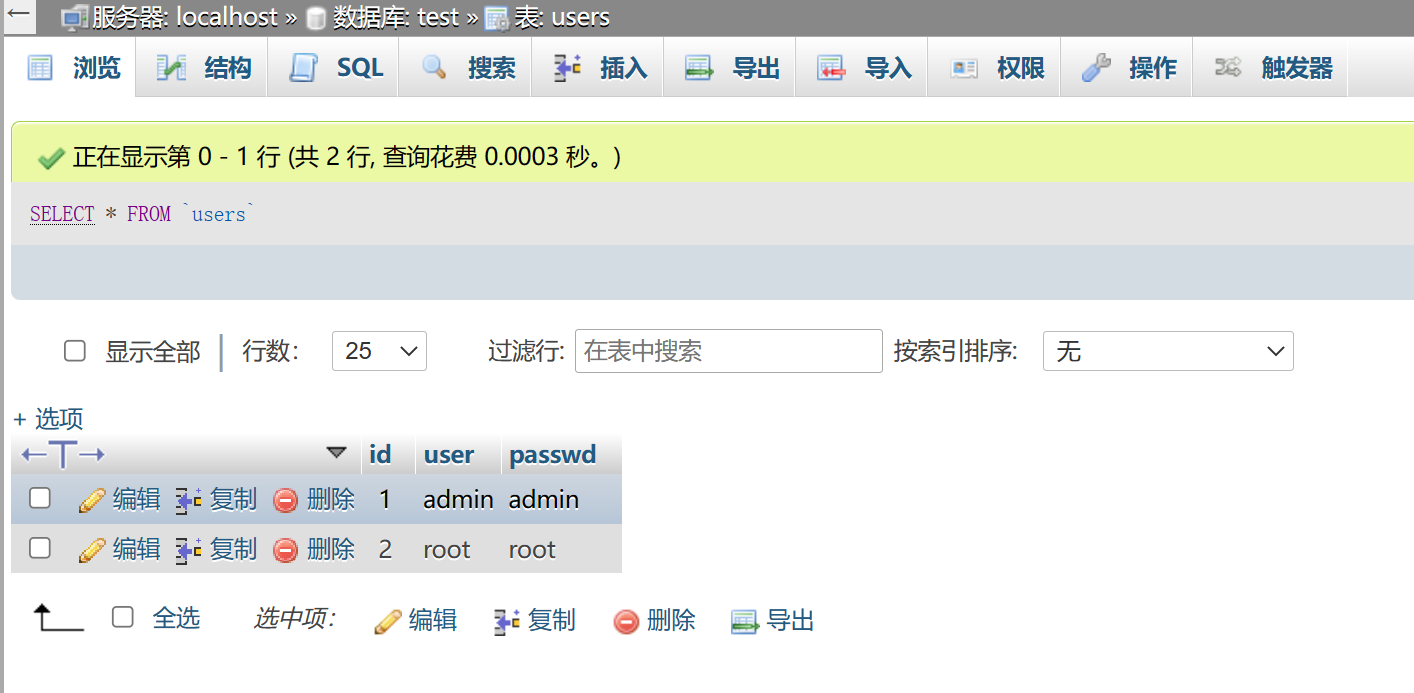 服务器: localhost » 数据库: test » 表: users
浏览 结构 SQL 搜索 插入 导出 导入 权限 操作 触发器
正在显示第 0 - 1 行 (共 2 行, 查询花费 0.0003 秒。)
SELECT * FROM `users`
显示全部 行数： 25 过滤行: 在表中搜索 按索引排序: 无
+ 选项
←T→ id user passwd
编辑 复制 删除 1 admin admin
编辑 复制 删除 2 root root
全选 选中项： 编辑 复制 删除 导出